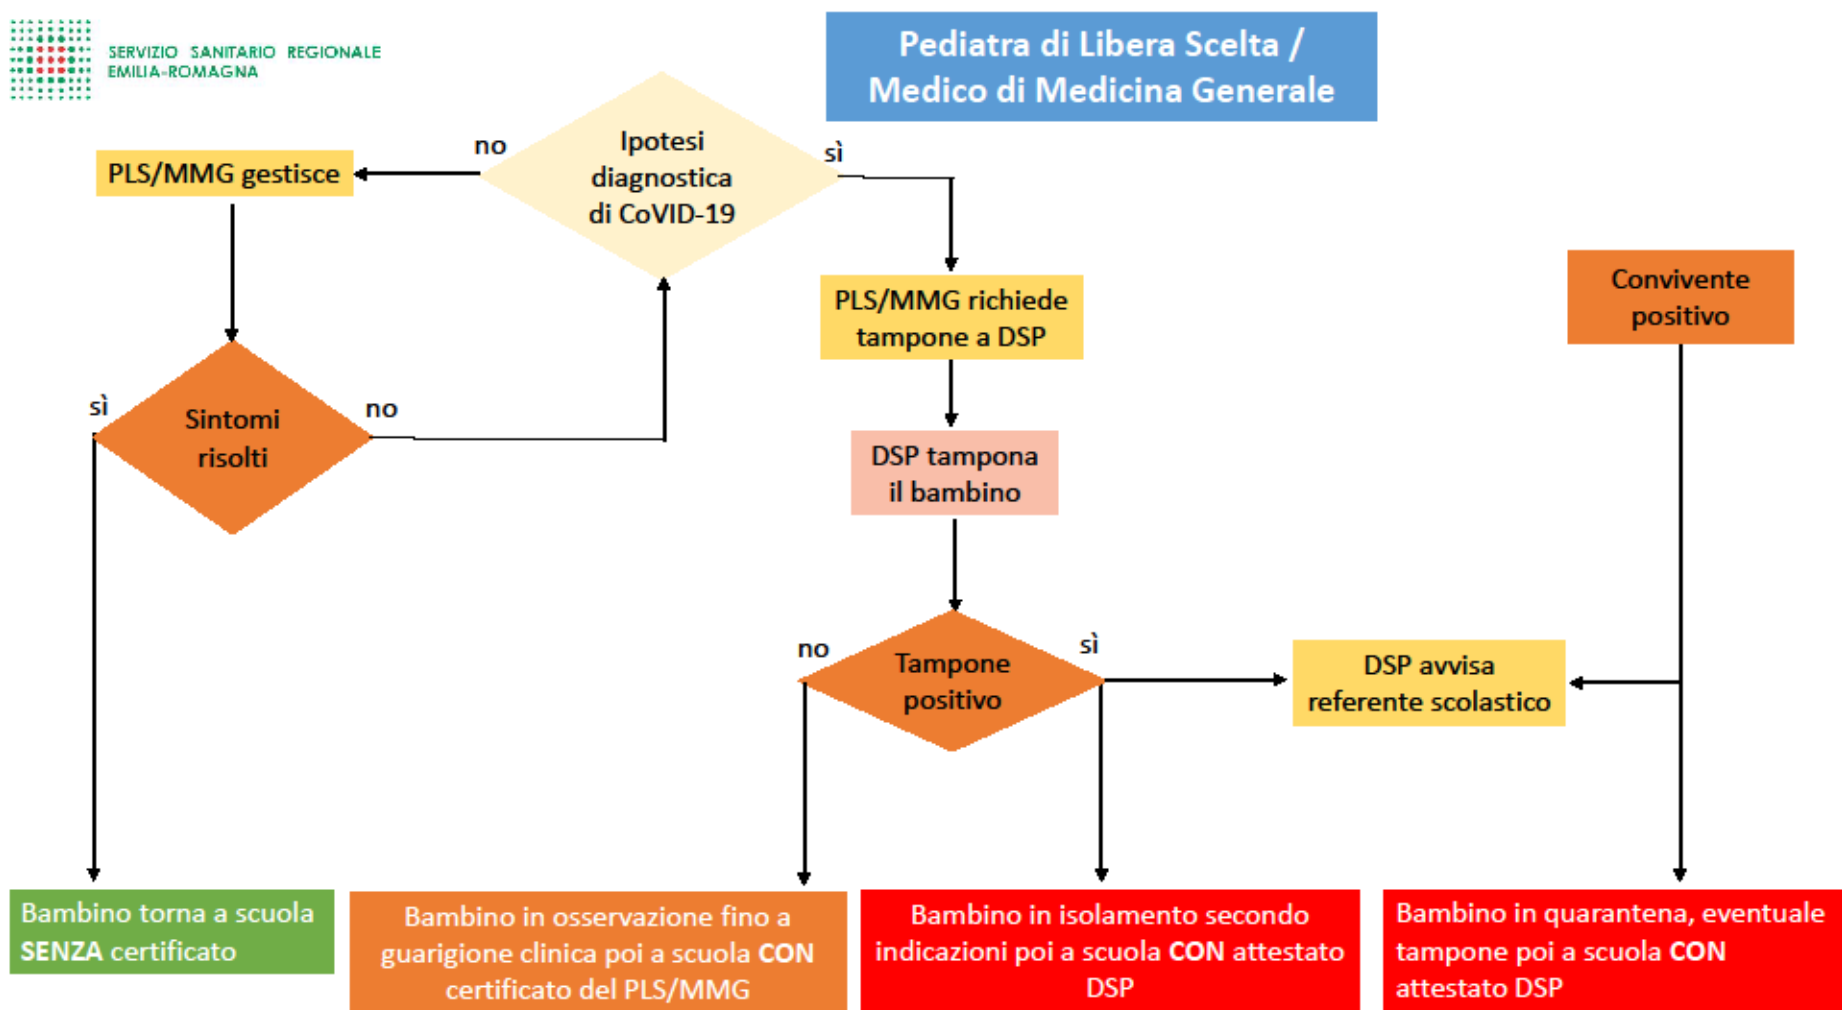 SERVIZIO SANITARIO REGIONALE
EMILIA-ROMAGNA
Pediatra di Libera Scelta /
Medico di Medicina Generale
Ipotesi
diagnostica
di CoVID-19
no
sì
PLS/MMG gestisce
PLS/MMG richiede
tampone a DSP
Convivente
positivo
sì
Sintomi
risolti
no
DSP tampona
il bambino
no
Tampone
positivo
sì
DSP avvisa
referente scolastico
Bambino torna a scuola
SENZA certificato
Bambino in osservazione fino a
guarigione clinica poi a scuola CON
certificato del PLS/MMG
Bambino in isolamento secondo
indicazioni poi a scuola CON attestato
DSP
Bambino in quarantena, eventuale
tampone poi a scuola CON
attestato DSP